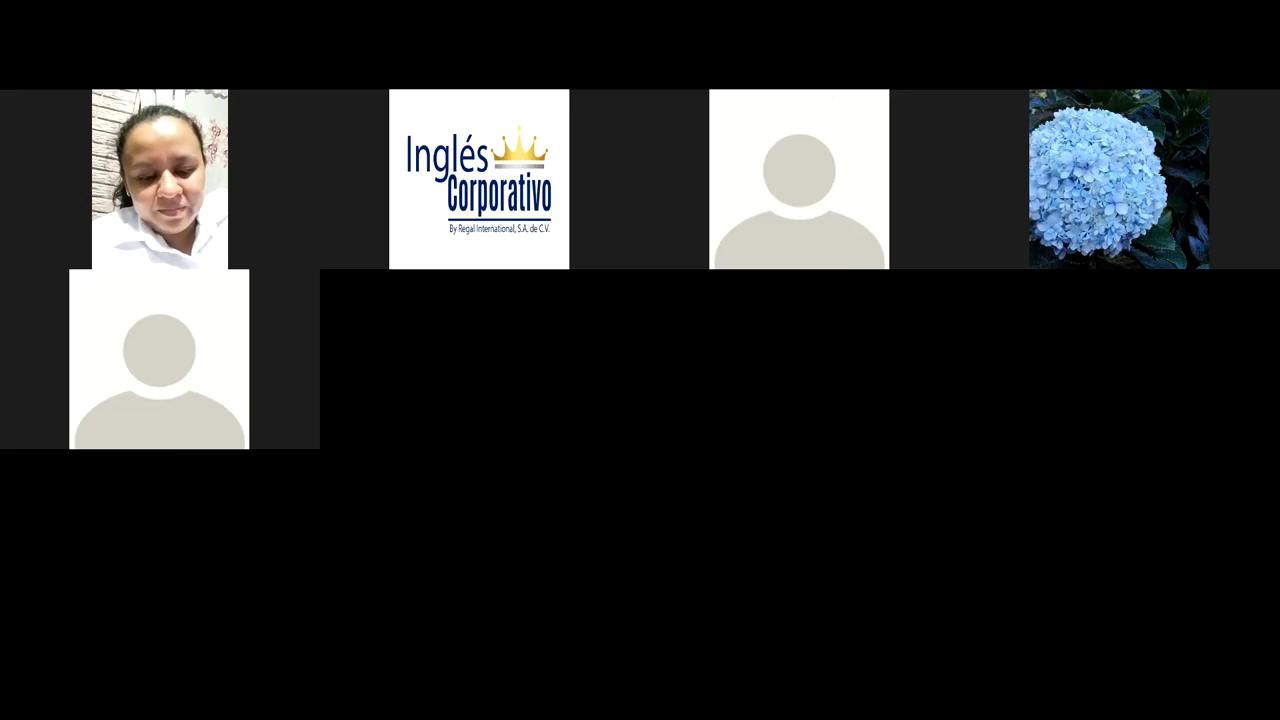 Inglés
Corporativo
By Regal International, S.A. de C.V.